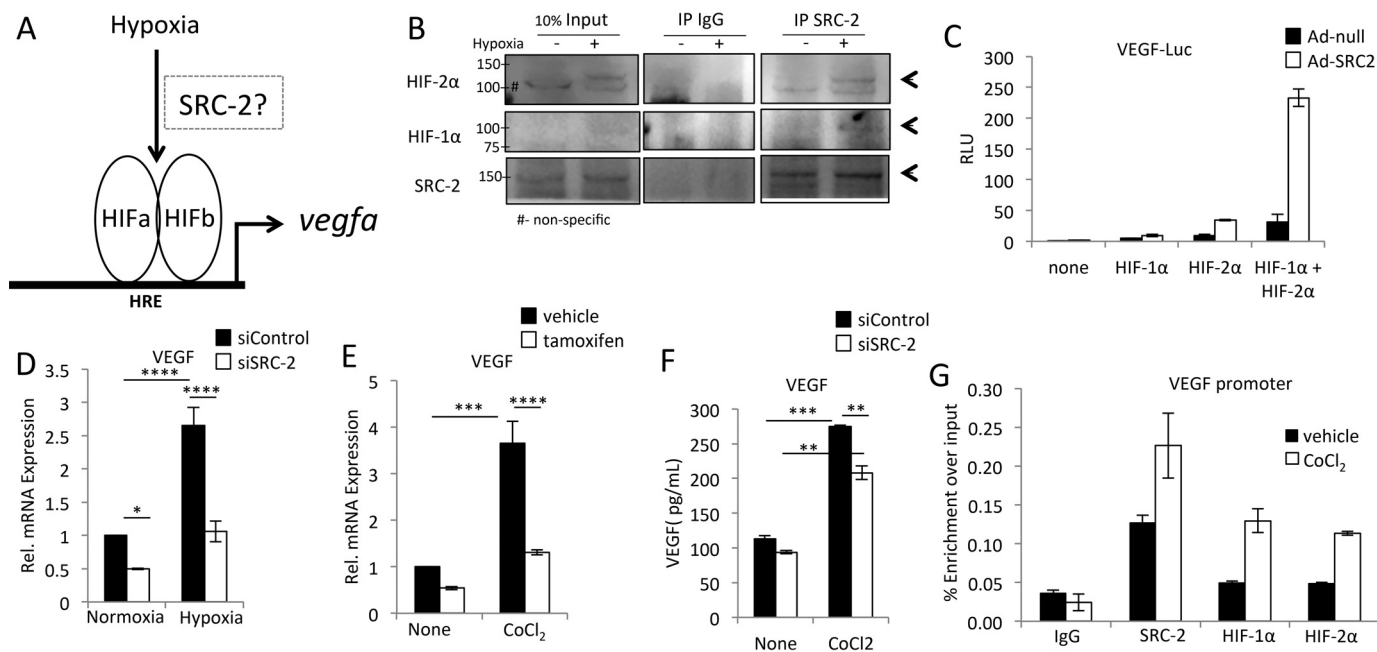 A
Hypoxia
SRC-2?
HIFa
HIFb
vegfa
HRE
B
10% Input
IP IgG
IP SRC-2
Hypoxia - + - + - +
HIF-2α
150
100
#
HIF-1α
100
75
SRC-2
150
#- non-specific
C
VEGF-Luc
Ad-null
Ad-SRC2
RLU
300
250
200
150
100
50
0
none
HIF-1α
HIF-2α
HIF-1α +
HIF-2α
D
siControl
siSRC-2
VEGF
****
****
*
Rel. mRNA Expression
3.5
3
2.5
2
1.5
1
0.5
0
Normoxia
Hypoxia
E
vehicle
tamoxifen
VEGF
***
****
Rel. mRNA Expression
5
4
3
2
1
0
None
CoCl2
F
siControl
siSRC-2
VEGF
***
**
**
VEGF( pg/mL)
300
250
200
150
100
50
0
None
CoCl2
G
VEGF promoter
vehicle
CoCl2
% Enrichment over input
0.30
0.25
0.20
0.15
0.10
0.05
0.00
IgG
SRC-2
HIF-1α
HIF-2α